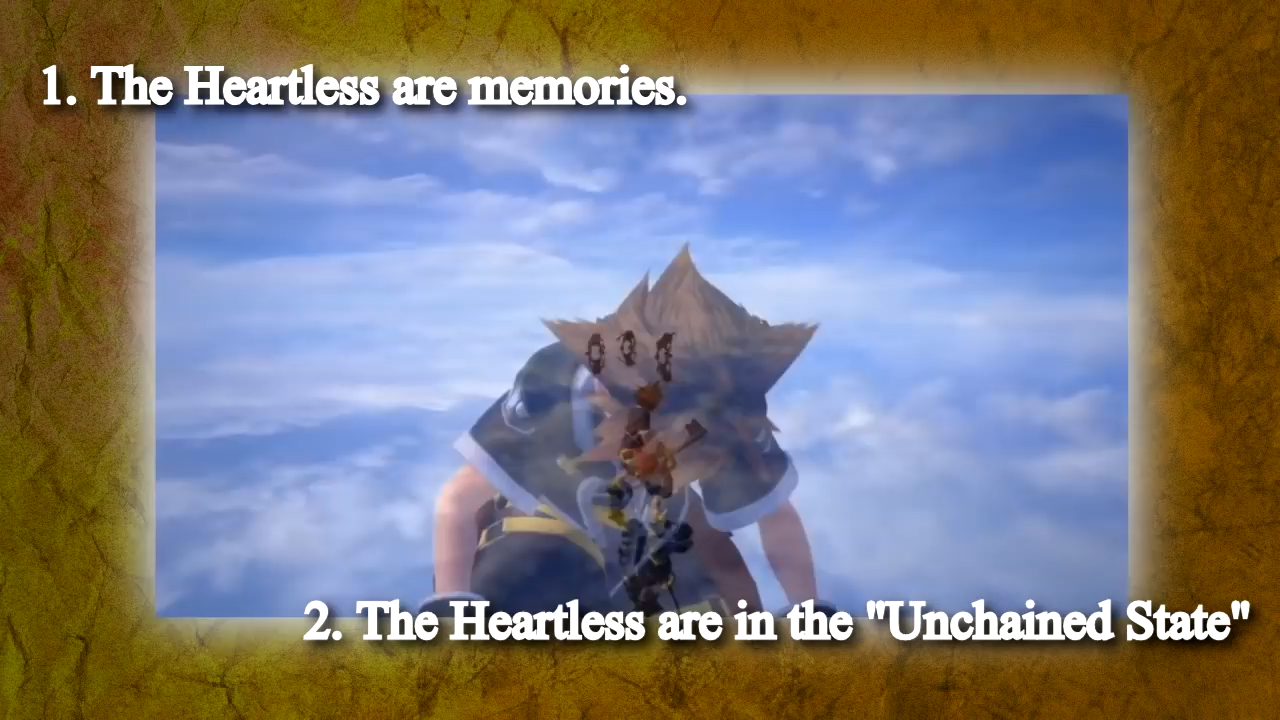 1. The Heartless are memories.
2. The Heartless are in the "Unchained State"